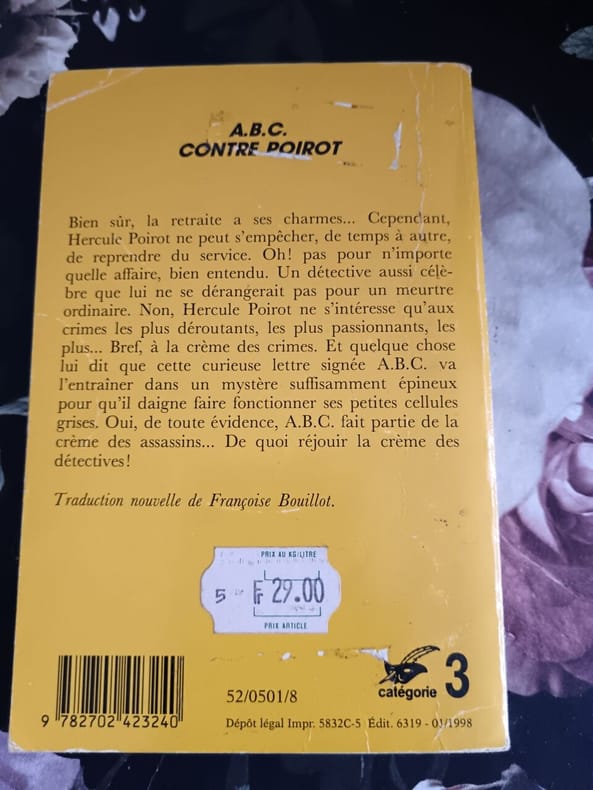 A.B.C.
CONTRE POIROT
Bien sûr, la retraite a ses charmes... Cependant,
Hercule Poirot ne peut s'empêcher, de temps à autre,
de reprendre du service. Oh! pas pour n'importe
quelle affaire, bien entendu. Un détective aussi célè-
bre que lui ne se dérangerait pas pour un meurtre
ordinaire. Non, Hercule Poirot ne s'intéresse qu'aux
crimes les plus déroutants, les plus passionnants, les
plus... Bref, à la crème des crimes. Et quelque chose
lui dit que cette curieuse lettre signée A.B.C. va
l'entraîner dans un mystère suffisamment épineux
pour qu'il daigne faire fonctionner ses petites cellules
grises. Oui, de toute évidence, A.B.C. fait partie de la
crème des assassins... De quoi réjouir la crème des
détectives!
Traduction nouvelle de Françoise Bouillot.
PRIX AU KG/LITRE
5 F 29.00
PRIX ARTICLE
catégorie 3
52/0501/8
9 782702 423240
Dépôt légal Impr. 5832C-5 Édit. 6319 - 01/1998